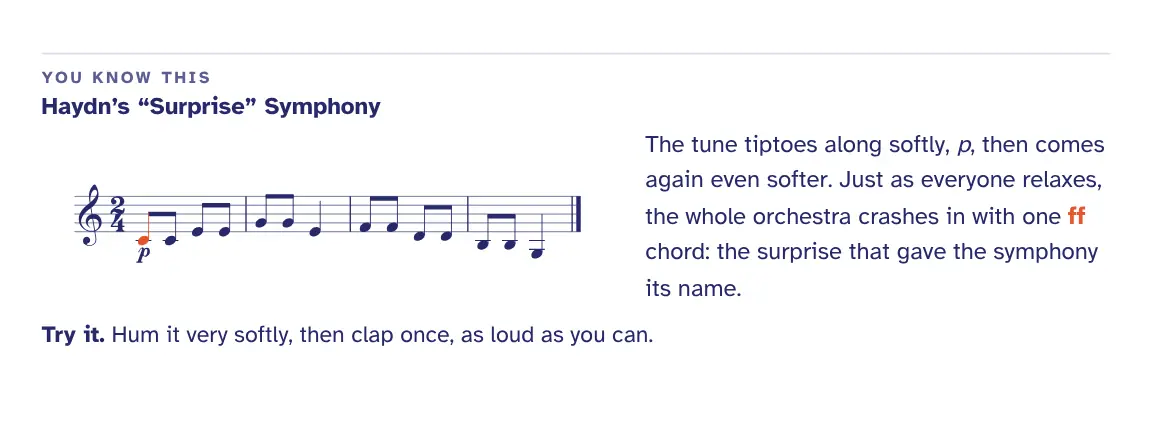 YOU KNOW THIS
Haydn’s “Surprise” Symphony
2
4
p
The tune tiptoes along softly, p, then comes
again even softer. Just as everyone relaxes,
the whole orchestra crashes in with one ff
chord: the surprise that gave the symphony
its name.
Try it. Hum it very softly, then clap once, as loud as you can.